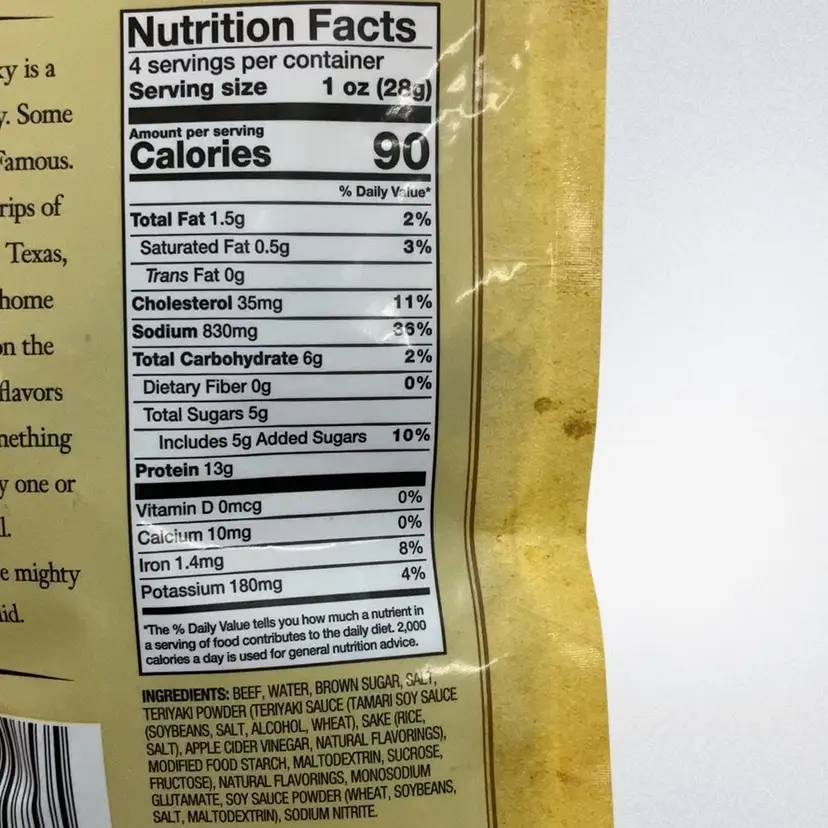 ky is a
y. Some
Famous.
rips of
Texas,
home
on the
flavors
mething
y one or
l.
e mighty
id.
Nutrition Facts
4 servings per container
Serving size 1 oz (28g)
Amount per serving
Calories 90
% Daily Value*
Total Fat 1.5g 2%
Saturated Fat 0.5g 3%
Trans Fat 0g
Cholesterol 35mg 11%
Sodium 830mg 36%
Total Carbohydrate 6g 2%
Dietary Fiber 0g 0%
Total Sugars 5g
Includes 5g Added Sugars 10%
Protein 13g
Vitamin D 0mcg 0%
Calcium 10mg 0%
Iron 1.4mg 8%
Potassium 180mg 4%
*The % Daily Value tells you how much a nutrient in
a serving of food contributes to the daily diet. 2,000
calories a day is used for general nutrition advice.
INGREDIENTS: BEEF, WATER, BROWN SUGAR, SALT,
TERIYAKI POWDER (TERIYAKI SAUCE (TAMARI SOY SAUCE
(SOYBEANS, SALT, ALCOHOL, WHEAT), SAKE (RICE,
SALT), APPLE CIDER VINEGAR, NATURAL FLAVORINGS),
MODIFIED FOOD STARCH, MALTODEXTRIN, SUCROSE,
FRUCTOSE), NATURAL FLAVORINGS, MONOSODIUM
GLUTAMATE, SOY SAUCE POWDER (WHEAT, SOYBEANS,
SALT, MALTODEXTRIN), SODIUM NITRITE.